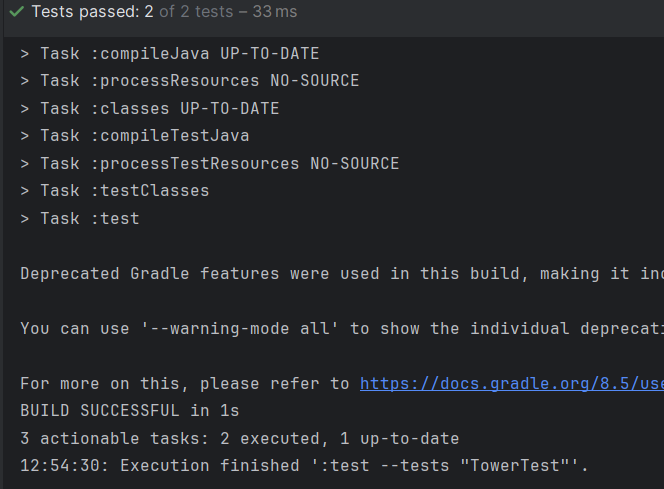 Tests passed: 2 of 2 tests – 33 ms
> Task :compileJava UP-TO-DATE
> Task :processResources NO-SOURCE
> Task :classes UP-TO-DATE
> Task :compileTestJava
> Task :processTestResources NO-SOURCE
> Task :testClasses
> Task :test
Deprecated Gradle features were used in this build, making it inc
You can use '--warning-mode all' to show the individual deprecati
For more on this, please refer to https://docs.gradle.org/8.5/use
BUILD SUCCESSFUL in 1s
3 actionable tasks: 2 executed, 1 up-to-date
12:54:30: Execution finished ':test --tests "TowerTest"'.